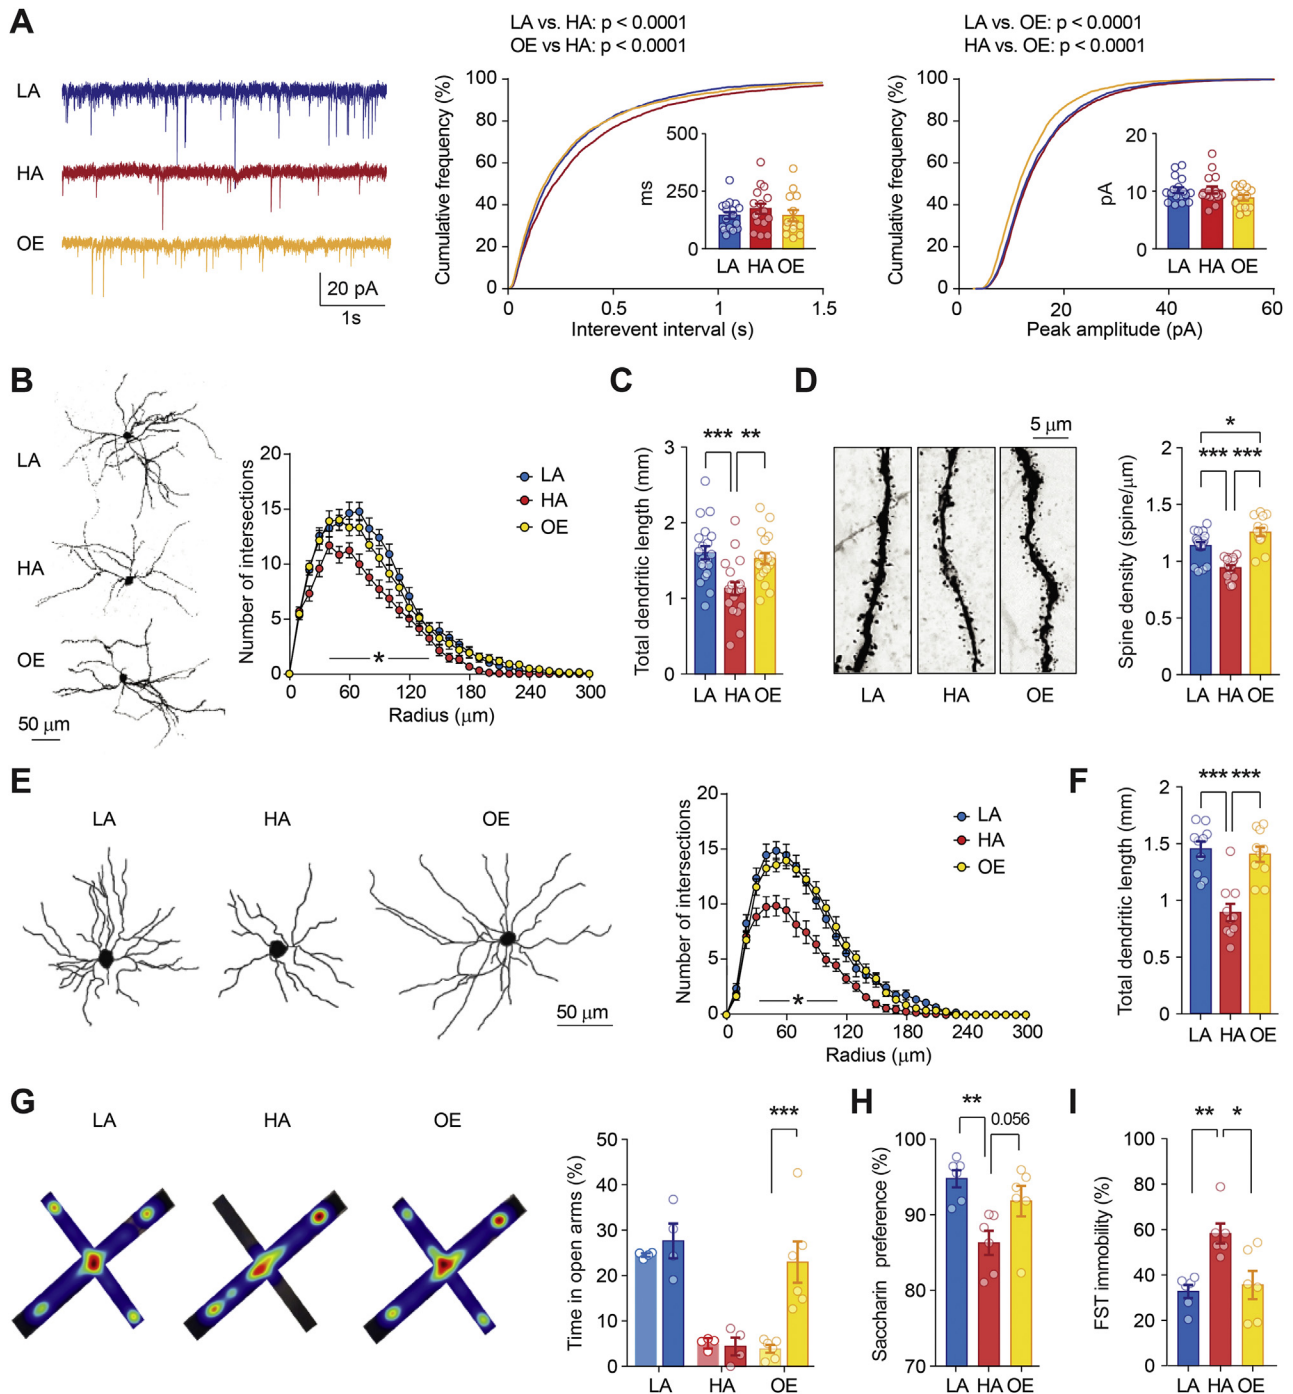 A
LA vs. HA: p < 0.0001
OE vs HA: p < 0.0001
LA vs. OE: p < 0.0001
HA vs. OE: p < 0.0001
LA
HA
OE
20 pA
1s
Cumulative frequency (%)
100
80
60
40
20
0
0 0.5 1 1.5
Interevent interval (s)
ms
500
250
0
LA HA OE
Cumulative frequency (%)
100
80
60
40
20
0
0 20 40 60
Peak amplitude (pA)
pA
20
10
0
LA HA OE
B
LA
HA
OE
50 μm
Number of intersections
20
15
10
5
0
LA
HA
OE
*
0 60 120 180 240 300
Radius (μm)
C
*** **
Total dendritic length (mm)
3
2
1
0
LA HA OE
D
5 μm
LA HA OE
*
*** ***
Spine density (spine/μm)
2
1.5
1
0.5
0
LA HA OE
E
LA HA OE
50 μm
Number of intersections
20
15
10
5
0
LA
HA
OE
*
0 60 120 180 240 300
Radius (μm)
F
*** ***
Total dendritic length (mm)
2
1.5
1
0.5
0
LA HA OE
G
LA HA OE
***
Time in open arms (%)
50
40
30
20
10
0
LA HA OE
H
**
0.056
Saccharin preference (%)
100
90
80
70
LA HA OE
I
** *
FST immobility (%)
100
80
60
40
20
0
LA HA OE